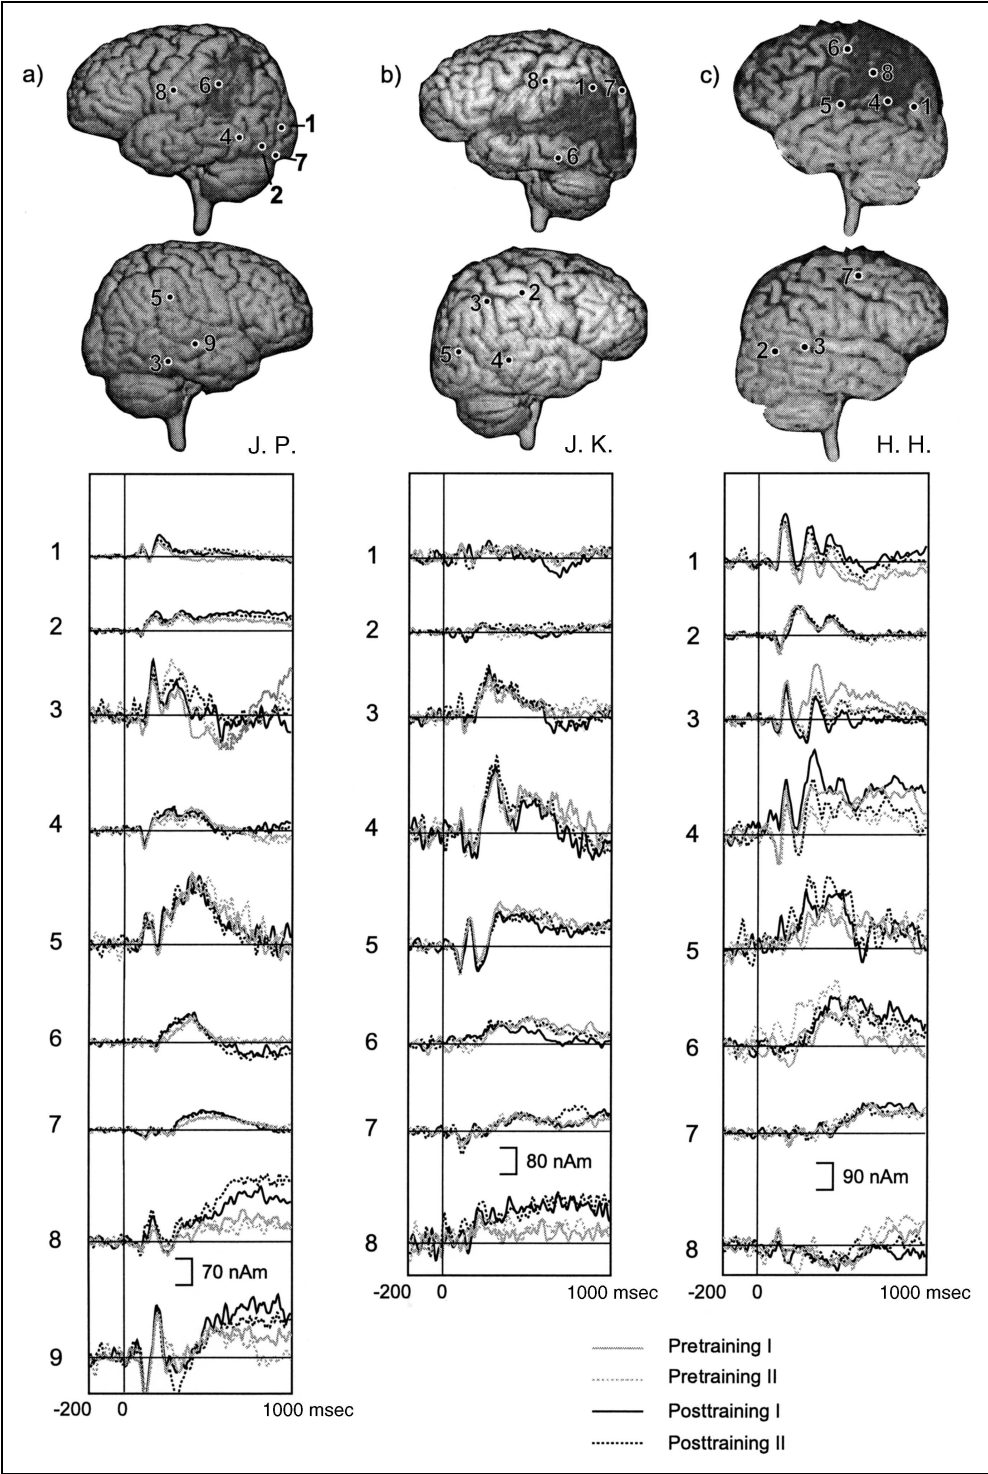 a)
b)
c)
8 6 4 1 7 2
8 1 7 6
6 8 5 4 1
5 9 3
3 2 5 4
7 2 3
J. P.
J. K.
H. H.
1
2
3
4
5
6
7
8
70 nAm
9
-200 0 1000 msec
1
2
3
4
5
6
7
80 nAm
8
-200 0 1000 msec
1
2
3
4
5
6
7
90 nAm
8
-200 0 1000 msec
Pretraining I
Pretraining II
Posttraining I
Posttraining II